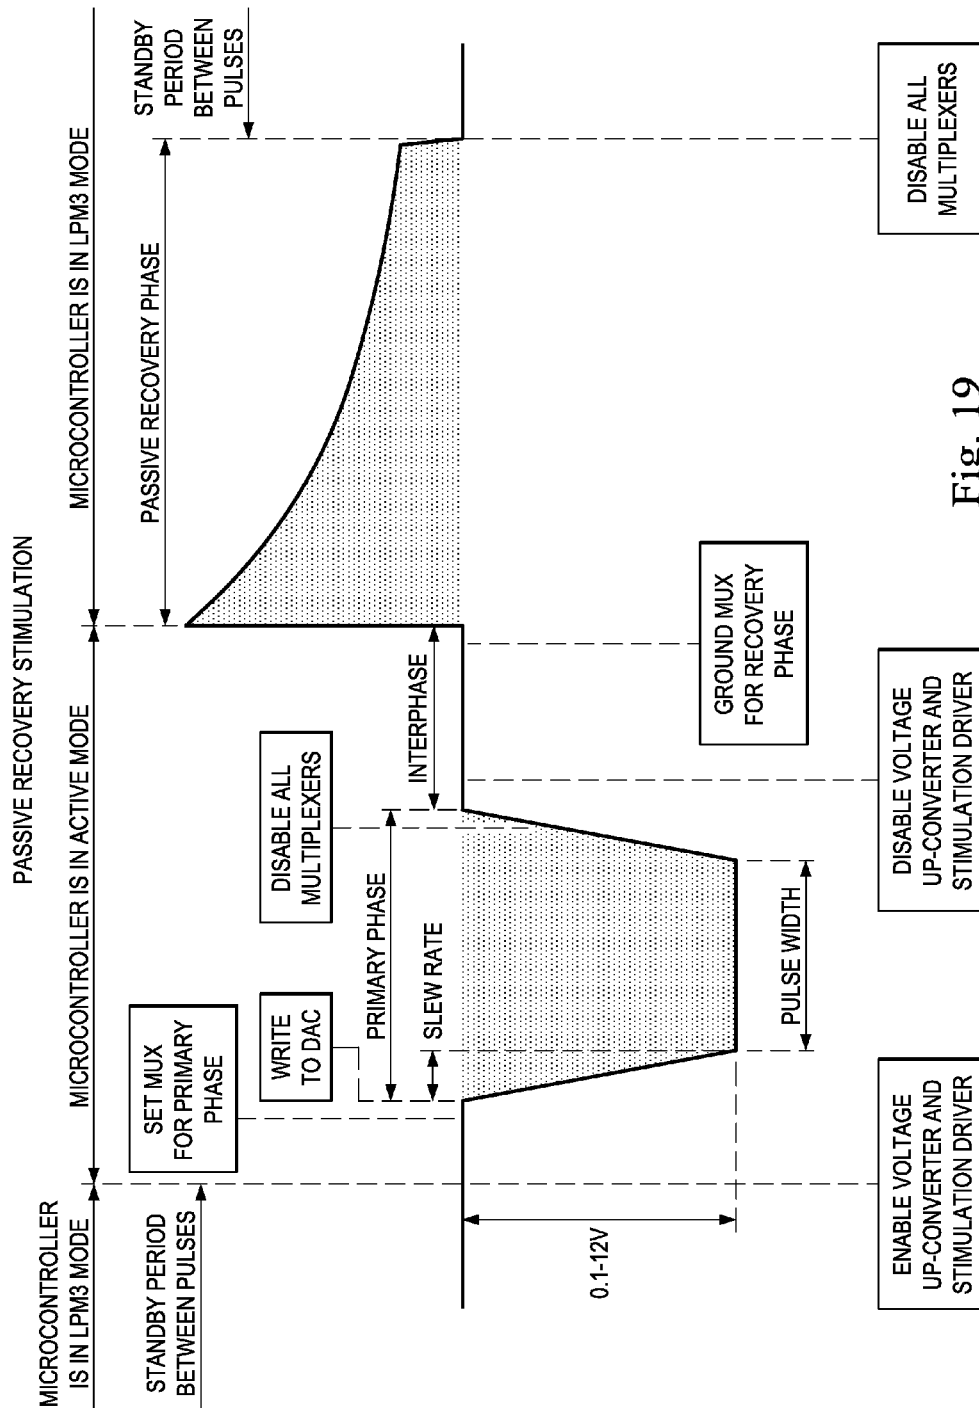 PASSIVE RECOVERY STIMULATION
MICROCONTROLLER
IS IN LPM3 MODE
MICROCONTROLLER IS IN ACTIVE MODE
MICROCONTROLLER IS IN LPM3 MODE
STANDBY PERIOD
BETWEEN PULSES
SET MUX
FOR PRIMARY
PHASE
WRITE
TO DAC
PRIMARY PHASE
SLEW RATE
DISABLE ALL
MULTIPLEXERS
INTERPHASE
PASSIVE RECOVERY PHASE
STANDBY
PERIOD
BETWEEN
PULSES
0.1-12V
PULSE WIDTH
GROUND MUX
FOR RECOVERY
PHASE
ENABLE VOLTAGE
UP-CONVERTER AND
STIMULATION DRIVER
DISABLE VOLTAGE
UP-CONVERTER AND
STIMULATION DRIVER
DISABLE ALL
MULTIPLEXERS
Fig. 19